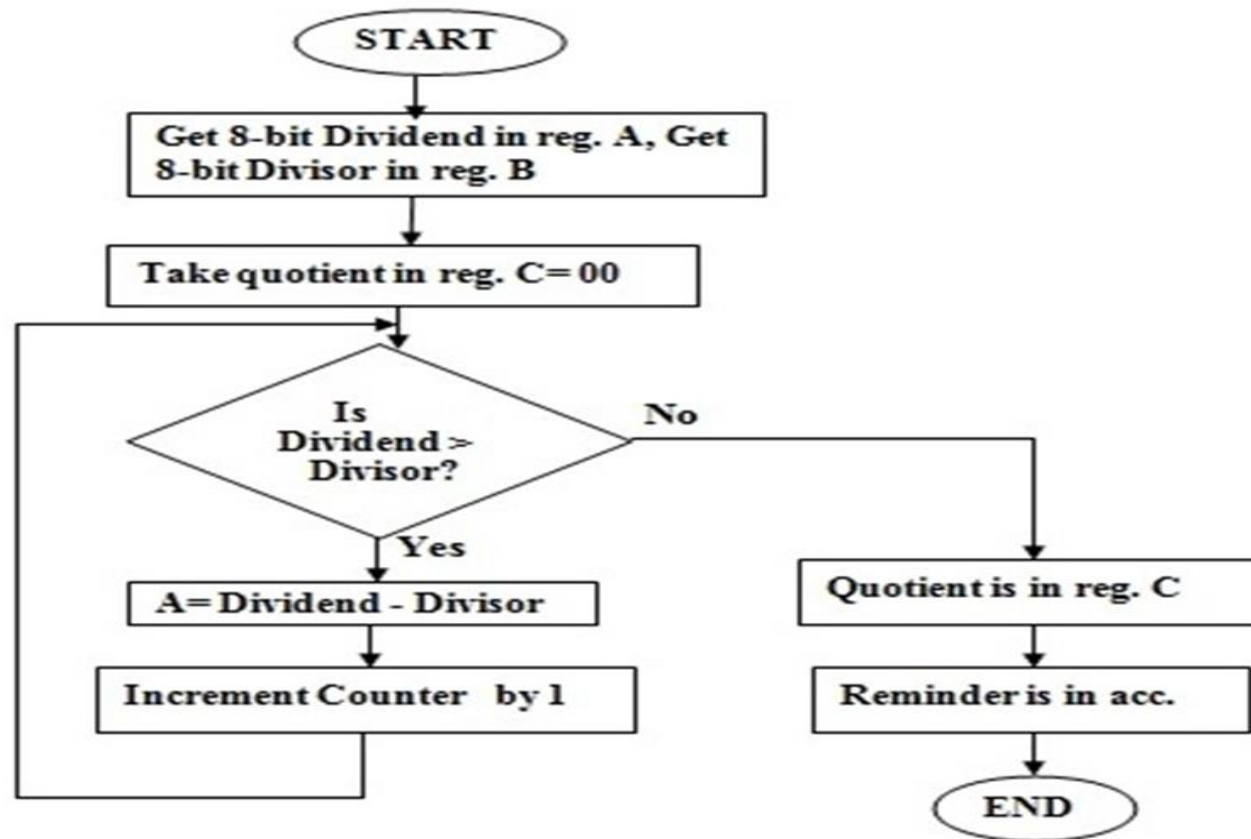 START
Get 8-bit Dividend in reg. A, Get
8-bit Divisor in reg. B
Take quotient in reg. C= 00
Is
Dividend >
Divisor?
No
Yes
A= Dividend - Divisor
Increment Counter by 1
Quotient is in reg. C
Reminder is in acc.
END